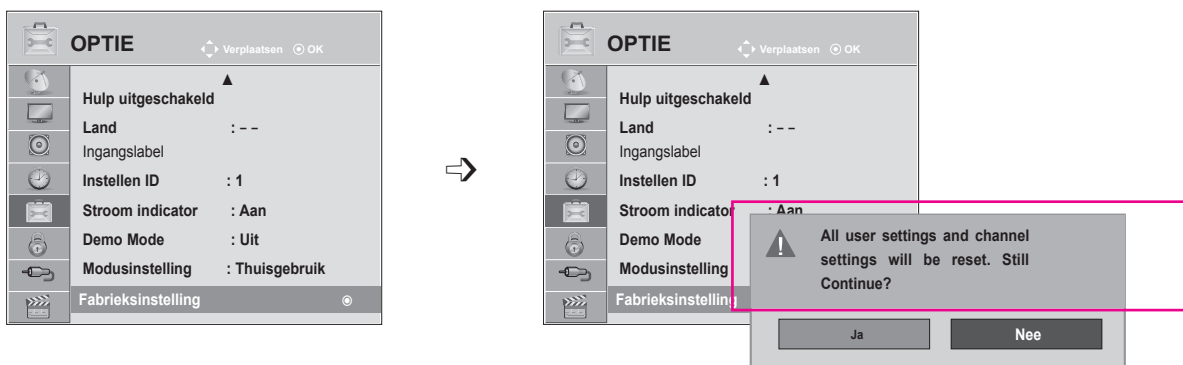 OPTIE
Verplaatsen OK
▲
Hulp uitgeschakeld
Land : – –
Ingangslabel
Instellen ID : 1
Stroom indicator : Aan
Demo Mode : Uit
Modusinstelling : Thuisgebruik
Fabrieksinstelling
OPTIE
Verplaatsen OK
▲
Hulp uitgeschakeld
Land : – –
Ingangslabel
Instellen ID : 1
Stroom indicator : Aan
Demo Mode
Modusinstelling
Fabrieksinstelling
All user settings and channel
settings will be reset. Still
Continue?
Ja Nee